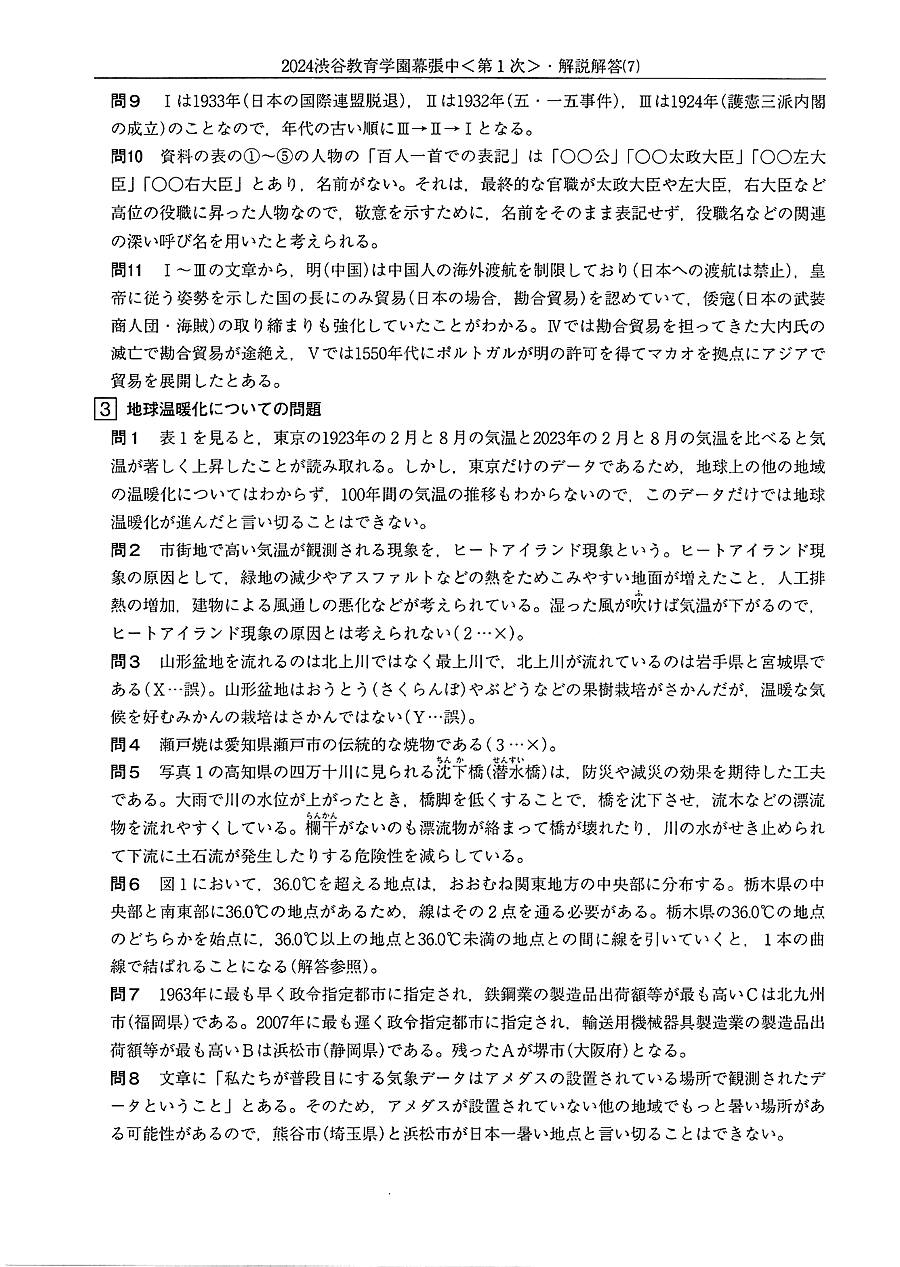 2024渋谷教育学園幕張中＜第１次＞・解説解答(7)
問９　Ⅰは1933年(日本の国際連盟脱退)，Ⅱは1932年(五・一五事件)，Ⅲは1924年(護憲三派内閣
の成立)のことなので，年代の古い順にⅢ→Ⅱ→Ⅰとなる。
問10　資料の表の①～⑤の人物の「百人一首での表記」は「〇〇公」「〇〇太政大臣」「〇〇左大
臣」「〇〇右大臣」とあり，名前がない。それは，最終的な官職が太政大臣や左大臣，右大臣など
高位の役職に昇った人物なので，敬意を示すために，名前をそのまま表記せず，役職名などの関連
の深い呼び名を用いたと考えられる。
問11　Ⅰ～Ⅲの文章から，明(中国)は中国人の海外渡航を制限しており(日本への渡航は禁止)，皇
帝に従う姿勢を示した国の長にのみ貿易(日本の場合，勘合貿易)を認めていて，倭寇(日本の武装
商人団・海賊)の取り締まりも強化していたことがわかる。Ⅳでは勘合貿易を担ってきた大内氏の
滅亡で勘合貿易が途絶え，Ⅴでは1550年代にポルトガルが明の許可を得てマカオを拠点にアジアで
貿易を展開したとある。
３　地球温暖化についての問題
問１　表１を見ると，東京の1923年の２月と８月の気温と2023年の２月と８月の気温を比べると気
温が著しく上昇したことが読み取れる。しかし，東京だけのデータであるため，地球上の他の地域
の温暖化についてはわからず，100年間の気温の推移もわからないので，このデータだけでは地球
温暖化が進んだと言い切ることはできない。
問２　市街地で高い気温が観測される現象を，ヒートアイランド現象という。ヒートアイランド現
象の原因として，緑地の減少やアスファルトなどの熱をためこみやすい地面が増えたこと，人工排
熱の増加，建物による風通しの悪化などが考えられている。湿った風が吹けば気温が下がるので，
ヒートアイランド現象の原因とは考えられない(２…×)。
問３　山形盆地を流れるのは北上川ではなく最上川で，北上川が流れているのは岩手県と宮城県で
ある(Ｘ…誤)。山形盆地はおうとう(さくらんぼ)やぶどうなどの果樹栽培がさかんだが，温暖な気
候を好むみかんの栽培はさかんではない(Ｙ…誤)。
問４　瀬戸焼は愛知県瀬戸市の伝統的な焼物である(３…×)。
問５　写真１の高知県の四万十川に見られる沈下橋(潜水橋)は，防災や減災の効果を期待した工夫
である。大雨で川の水位が上がったとき，橋脚を低くすることで，橋を沈下させ，流木などの漂流
物を流れやすくしている。欄干がないのも漂流物が絡まって橋が壊れたり，川の水がせき止められ
て下流に土石流が発生したりする危険性を減らしている。
問６　図１において，36.0℃を超える地点は，おおむね関東地方の中央部に分布する。栃木県の中
央部と南東部に36.0℃の地点があるため，線はその２点を通る必要がある。栃木県の36.0℃の地点
のどちらかを始点に，36.0℃以上の地点と36.0℃未満の地点との間に線を引いていくと，１本の曲
線で結ばれることになる(解答参照)。
問７　1963年に最も早く政令指定都市に指定され，鉄鋼業の製造品出荷額等が最も高いＣは北九州
市(福岡県)である。2007年に最も遅く政令指定都市に指定され，輸送用機械器具製造業の製造品出
荷額等が最も高いＢは浜松市(静岡県)である。残ったＡが堺市(大阪府)となる。
問８　文章に「私たちが普段目にする気象データはアメダスの設置されている場所で観測されたデ
ータということ」とある。そのため，アメダスが設置されていない他の地域でもっと暑い場所があ
る可能性があるので，熊谷市(埼玉県)と浜松市が日本一暑い地点と言い切ることはできない。